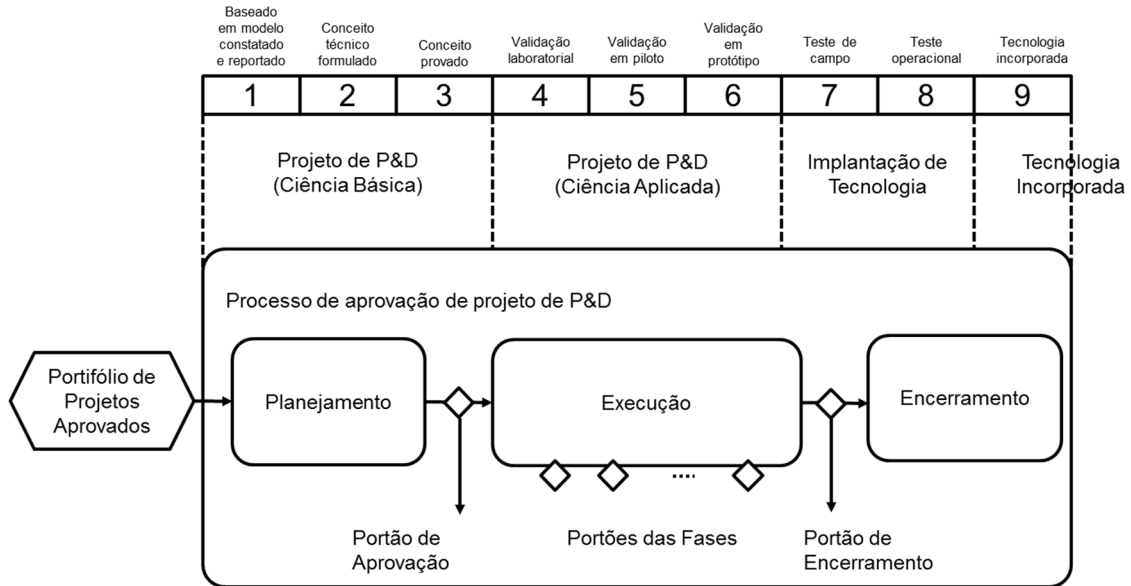 Baseado
em modelo
constatado
e reportado
Conceito
técnico
formulado
Conceito
provado
Validação
laboratorial
Validação
em piloto
Validação
em
protótipo
Teste de
campo
Teste
operacional
Tecnologia
incorporada
1 2 3 4 5 6 7 8 9
Projeto de P&D
(Ciência Básica)
Projeto de P&D
(Ciência Aplicada)
Implantação de
Tecnologia
Tecnologia
Incorporada
Processo de aprovação de projeto de P&D
Portifólio de
Projetos
Aprovados
Planejamento
Execução
Encerramento
Portão de
Aprovação
Portões das Fases
Portão de
Encerramento